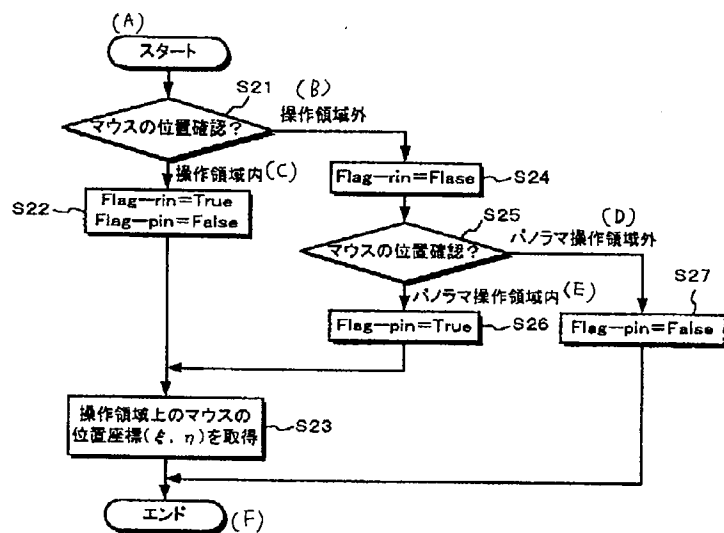 (A)
スタート
S21
(B)
操作領域外
マウスの位置確認?
操作領域内(C)
S24
Flag-rin=Flase
S22
Flag-rin=True
Flag-pin=False
S25
(D)
パノラマ操作領域外
マウスの位置確認?
パノラマ操作領域内(E)
S27
Flag-pin=True
S26
Flag-pin=False
操作領域上のマウスの
位置座標(ξ, η)を取得
S23
エンド
(F)